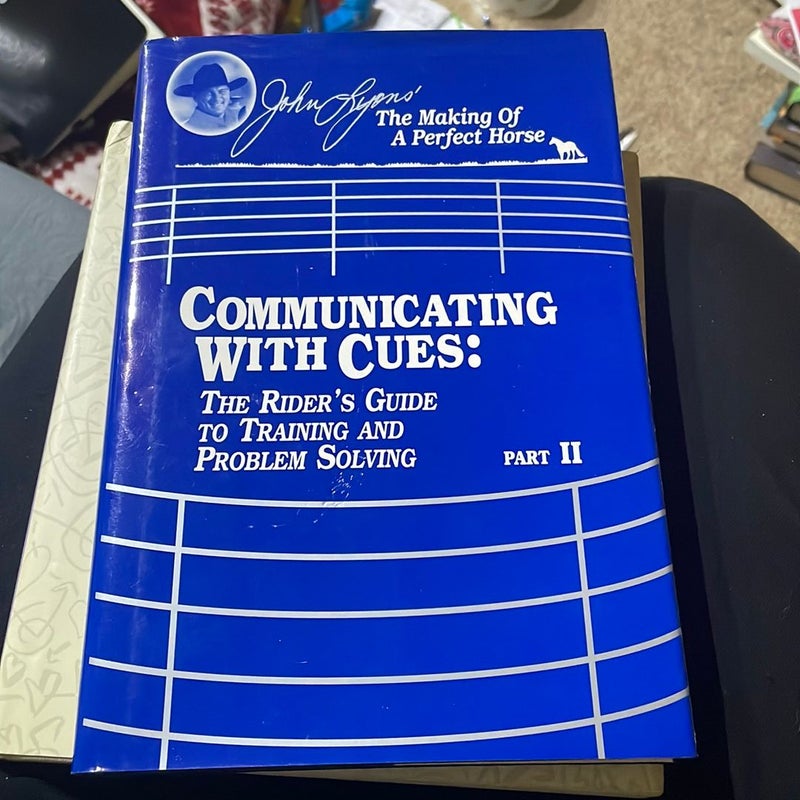 John Lyons'
The Making Of
A Perfect Horse
COMMUNICATING
WITH CUES:
THE RIDER'S GUIDE
TO TRAINING AND
PROBLEM SOLVING
PART II